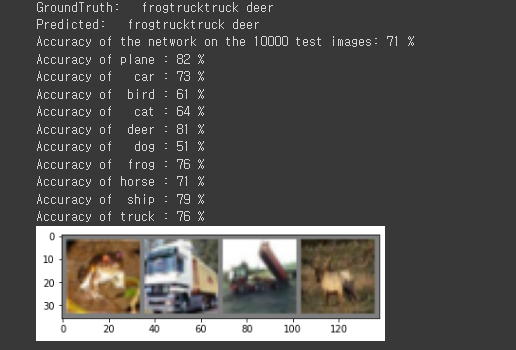 GroundTruth:   frogtrucktruck deer
Predicted:   frogtrucktruck deer
Accuracy of the network on the 10000 test images: 71 %
Accuracy of plane : 82 %
Accuracy of   car : 73 %
Accuracy of  bird : 61 %
Accuracy of   cat : 64 %
Accuracy of  deer : 81 %
Accuracy of   dog : 51 %
Accuracy of  frog : 76 %
Accuracy of horse : 71 %
Accuracy of  ship : 79 %
Accuracy of truck : 76 %
0
10
20
30
0 20 40 60 80 100 120